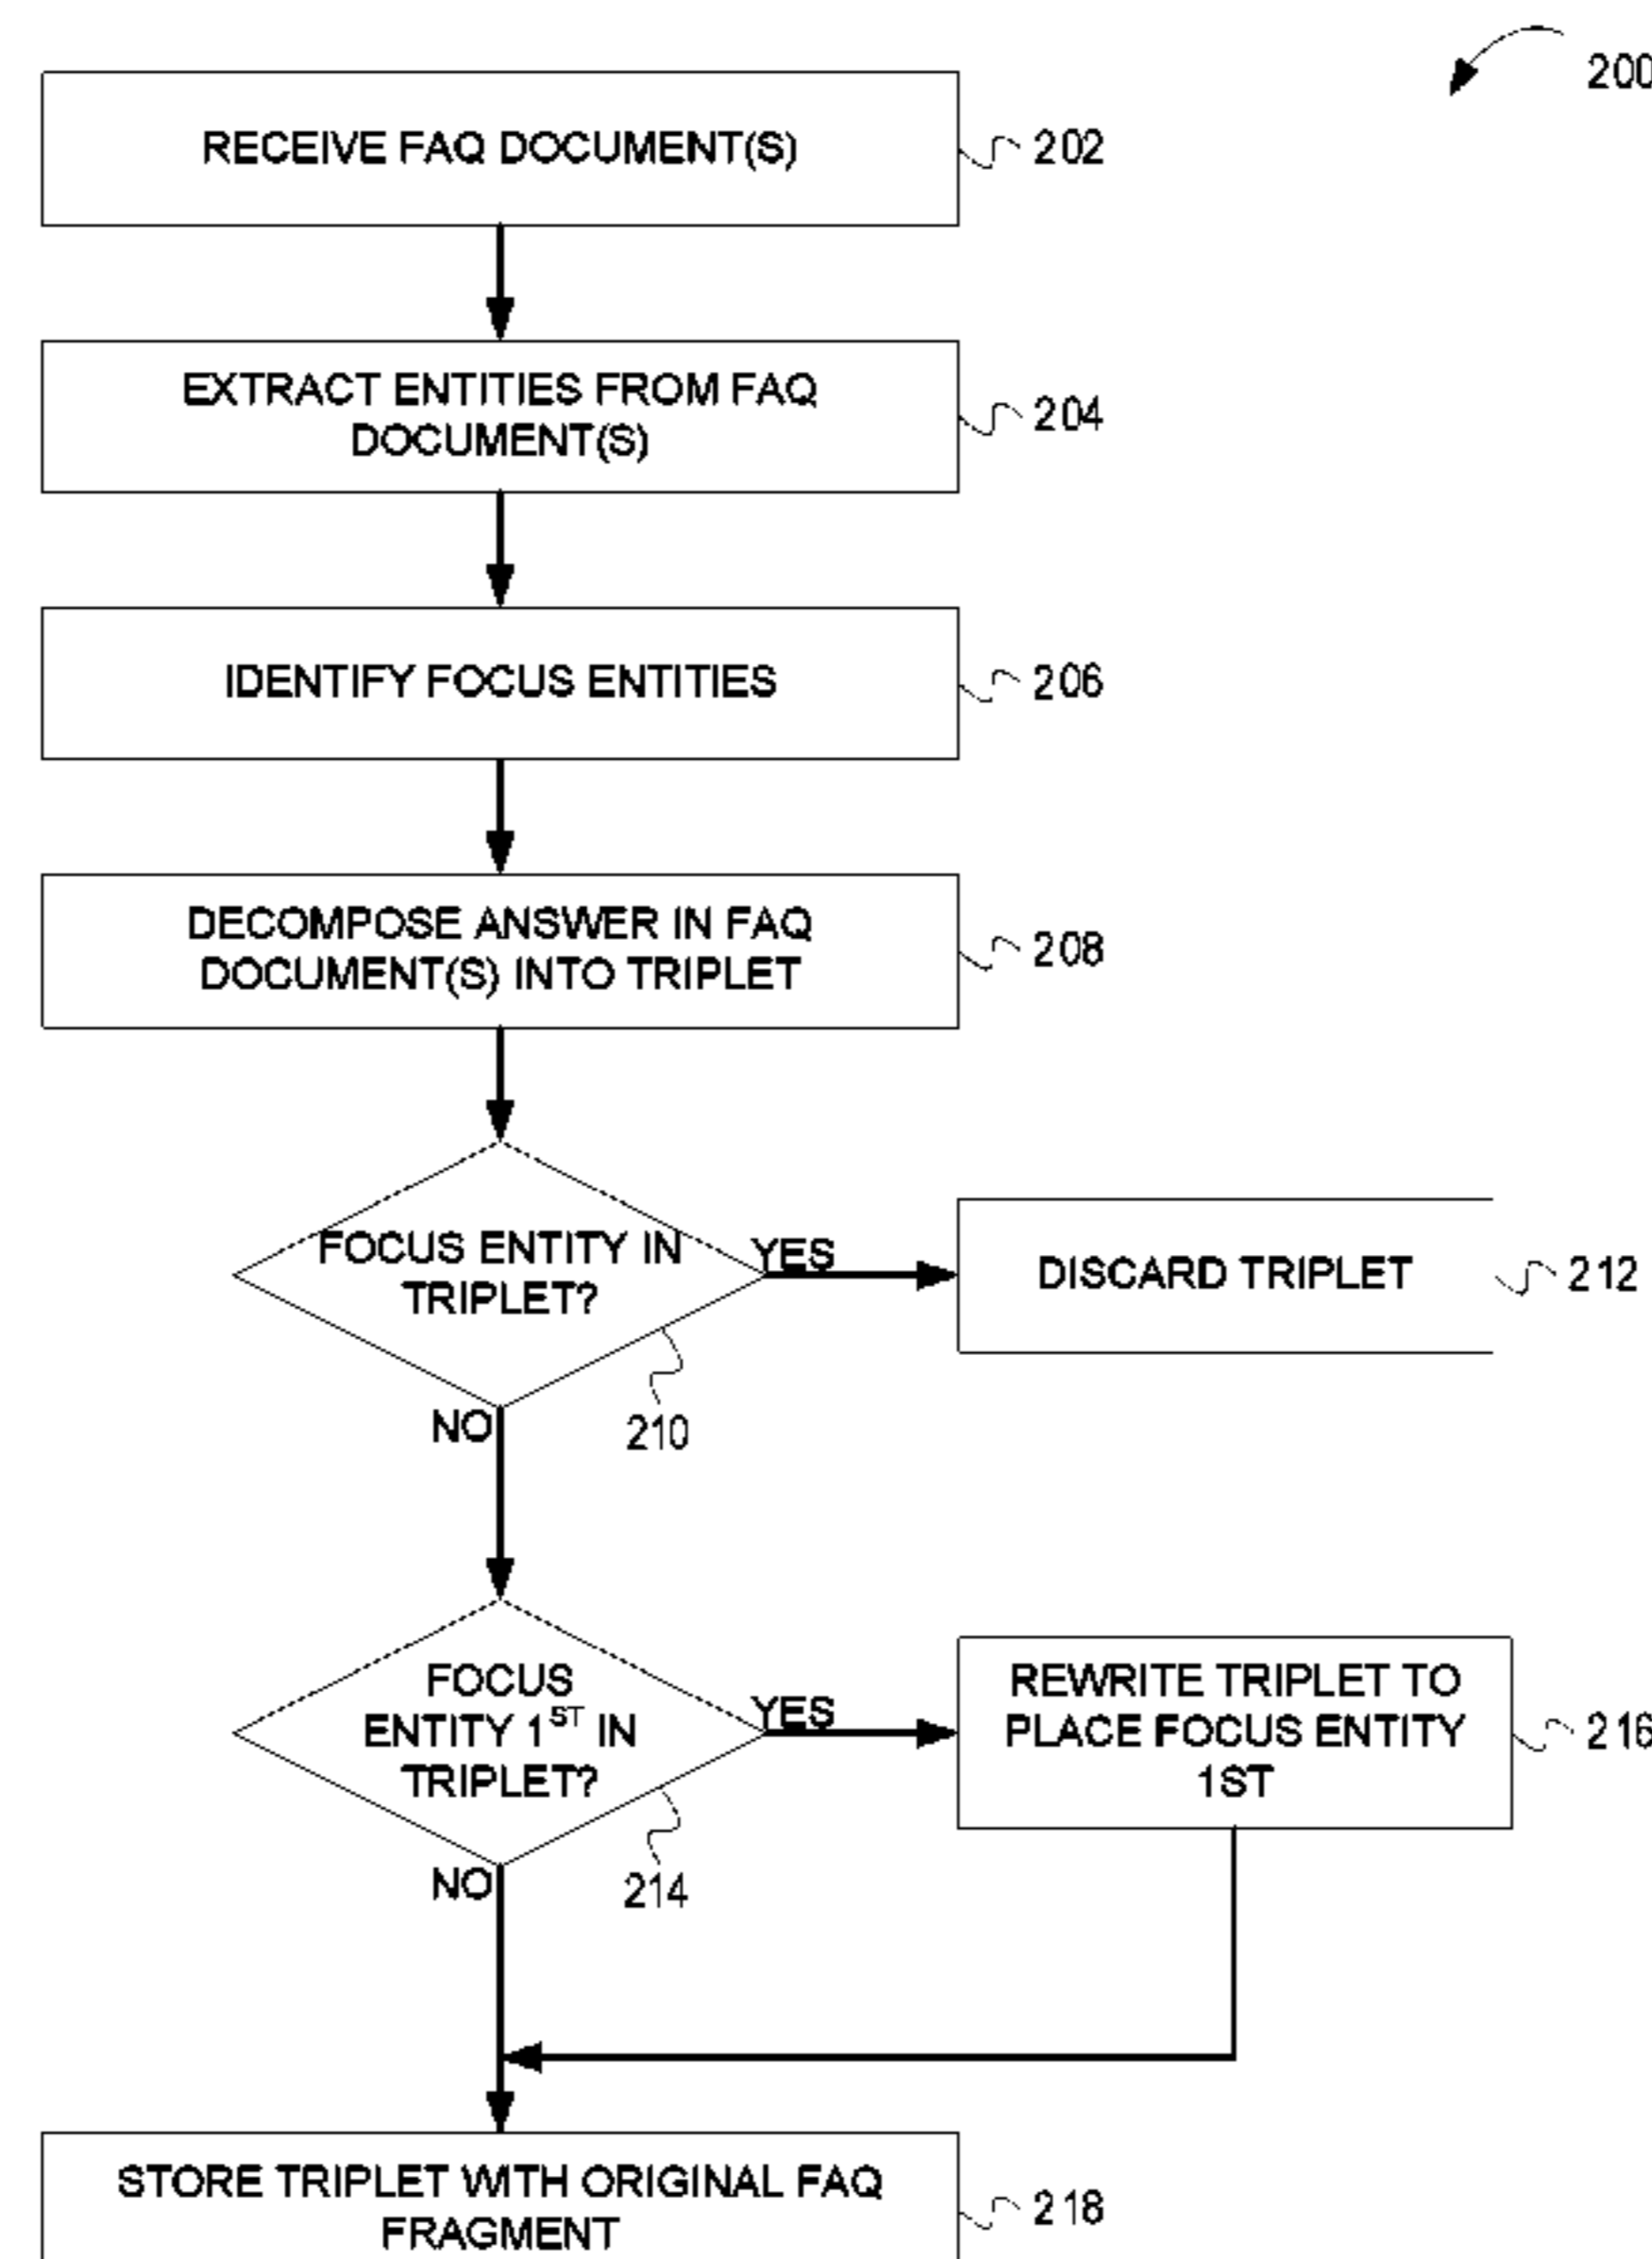 200
RECEIVE FAQ DOCUMENT(S)
202
EXTRACT ENTITIES FROM FAQ
DOCUMENT(S)
204
IDENTIFY FOCUS ENTITIES
206
DECOMPOSE ANSWER IN FAQ
DOCUMENT(S) INTO TRIPLET
208
FOCUS ENTITY IN
TRIPLET?
YES
DISCARD TRIPLET
212
NO
210
FOCUS
ENTITY 1ST IN
TRIPLET?
YES
REWRITE TRIPLET TO
PLACE FOCUS ENTITY
1ST
216
NO
214
STORE TRIPLET WITH ORIGINAL FAQ
FRAGMENT
218